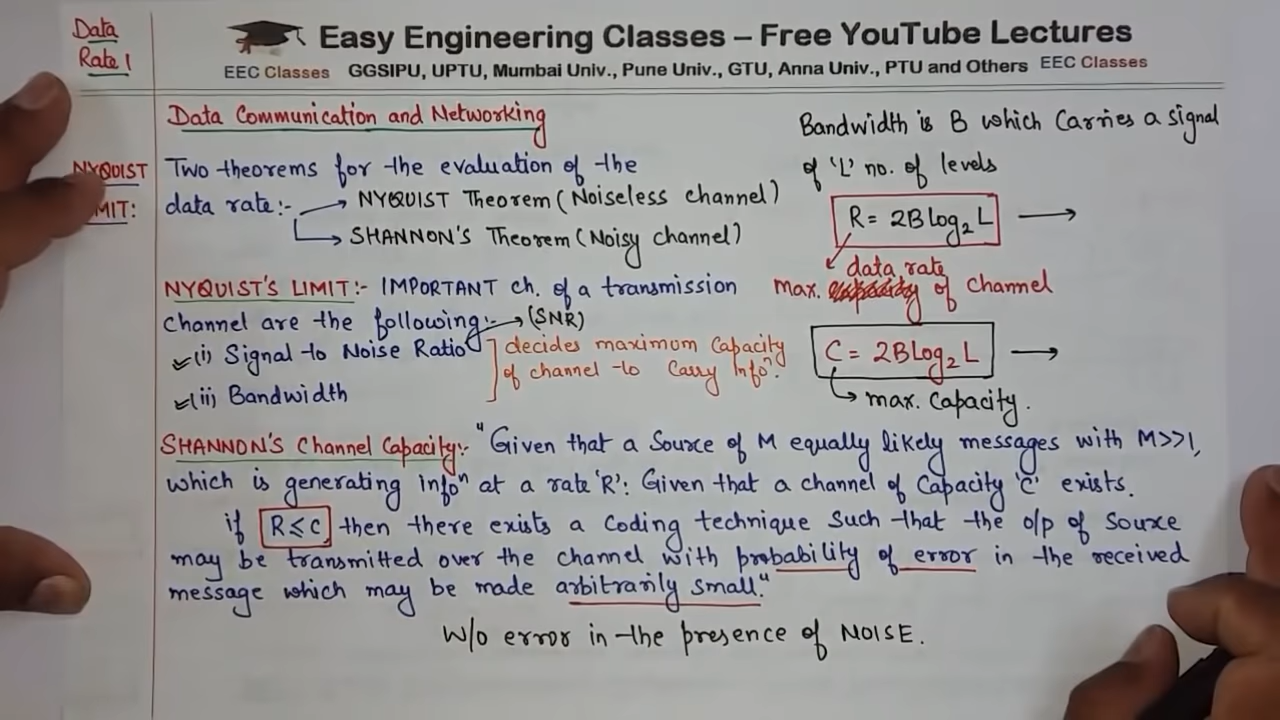 Data
Rate 1
Easy Engineering Classes – Free YouTube Lectures
EEC Classes GGSIPU, UPTU, Mumbai Univ., Pune Univ., GTU, Anna Univ., PTU and Others EEC Classes
Data Communication and Networking
NYQUIST
MIT:
Two theorems for the evaluation of the
data rate:-
NYQUIST Theorem (Noiseless channel)
SHANNON'S Theorem (Noisy channel)
NYQUIST'S LIMIT:- IMPORTANT ch. of a transmission
channel are the following:-
(SNR)
(i) Signal to Noise Ratio
(ii) Bandwidth
decides maximum Capacity
of channel to Carry Infoⁿ.
Bandwidth is B which Carries a signal
of 'L' no. of levels
R = 2B log₂ L
data rate
max. of channel
C = 2B Log₂ L
max. Capacity.
SHANNON'S Channel Capacity:- "Given that a Source of M equally likely messages with M>>1,
which is generating Infoⁿ at a rate 'R': Given that a channel of Capacity 'C' exists.
if R ≤ C then there exists a Coding technique Such that the o/p of Source
may be transmitted over the channel with probability of error in the received
message which may be made arbitrarily small."
W/o error in the presence of NOISE.